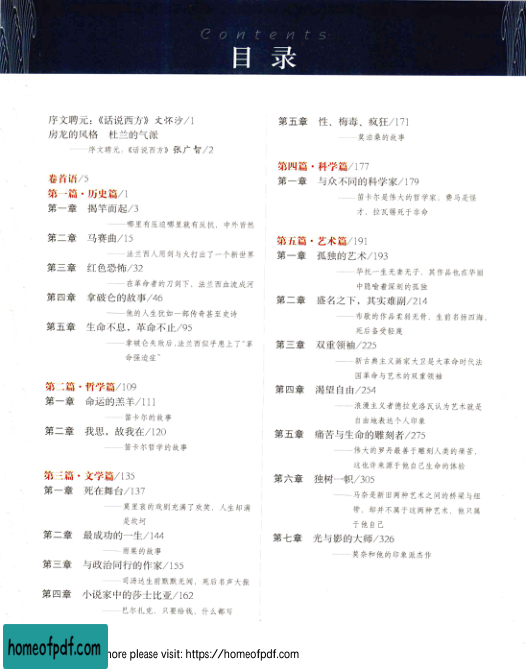 Contents
目录
序文聘元:《话说西方》文怀沙/1
房龙的风格 杜兰的气派
——序文聘元:《话说西方》张广智/2
卷首语/5
第一篇·历史篇/1
第一章 揭竿而起/3
——哪里有压迫哪里就有反抗，中外皆然
第二章 马赛曲/15
——法兰西人用剑与火打出了一个新世界
第三章 红色恐怖/32
——在革命者的刀剑下，法兰西血流成河
第四章 拿破仑的故事/46
——他的人生犹如一部传奇甚至史诗
第五章 生命不息，革命不止/95
——拿破仑失败后，法兰西似乎患上了“革
命强迫症”
第二篇·哲学篇/109
第一章 命运的羔羊/111
——笛卡尔的故事
第二章 我思，故我在/120
——笛卡尔哲学的故事
第三篇·文学篇/135
第一章 死在舞台/137
——莫里哀的戏剧充满了欢笑，人生却满
是坎坷
第二章 最成功的一生/144
——雨果的故事
第三章 与政治同行的作家/155
——司汤达生前默默无闻，死后名声大振
第四章 小说家中的莎士比亚/162
——巴尔扎克，只要给钱，什么都写
第五章 性、梅毒、疯狂/171
——莫泊桑的故事
第四篇·科学篇/177
第一章 与众不同的科学家/179
——笛卡尔是伟大的哲学家，费马是怪
才，拉瓦锡死于非命
第五篇·艺术篇/191
第一章 孤独的艺术/193
——华托一生无妻无子，其作品也在华丽
中隐喻着深刻的孤独
第二章 盛名之下，其实难副/214
——布歇的作品柔弱无骨，生前名扬四海，
死后备受轻蔑
第三章 双重领袖/225
——新古典主义画家大卫是大革命时代法
国革命与艺术的双重领袖
第四章 渴望自由/254
——浪漫主义者德拉克洛瓦认为艺术就是
自由地表达个人印象
第五章 痛苦与生命的雕刻者/275
——伟大的罗丹最善于雕刻人类的痛苦，
这也许来源于他自己生命的体验
第六章 独树一帜/305
——马奈是新旧两种艺术之间的桥梁与纽
带，却并不属于这两种艺术，他只属
于他自己
第七章 光与影的大师/326
——莫奈和他的印象派杰作
homeofpdf.com
more please visit: https://homeofpdf.com